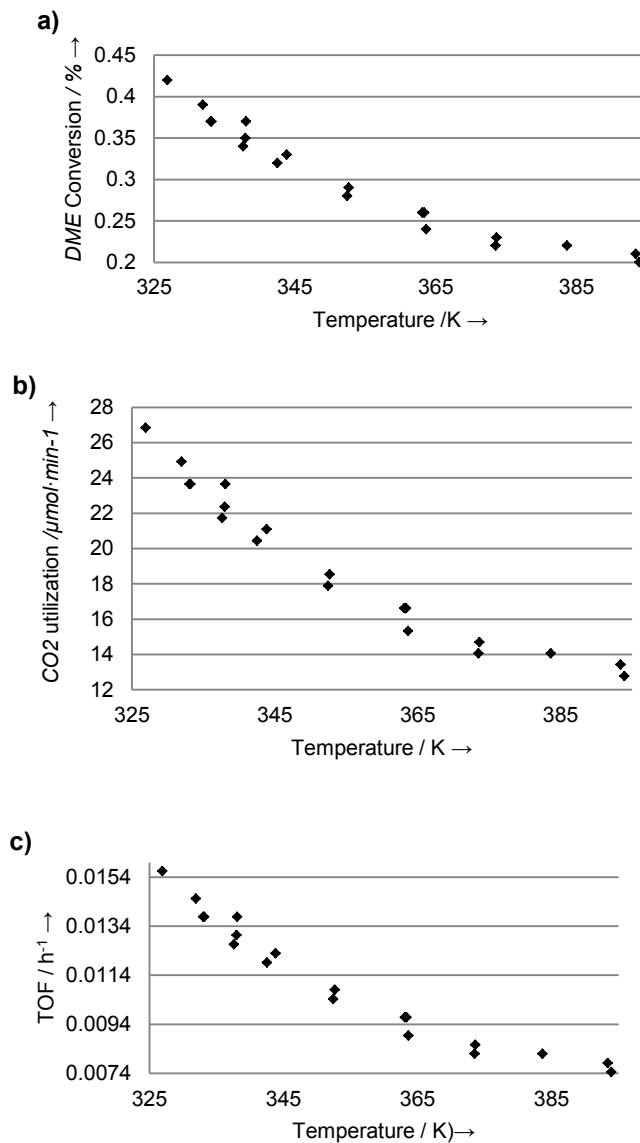 a)
DME Conversion / % →
0.45
0.4
0.35
0.3
0.25
0.2
325 345 365 385
Temperature /K →
b)
CO2 utilization /µmol·min-1 →
28
26
24
22
20
18
16
14
12
325 345 365 385
Temperature / K →
c)
TOF / h-1 →
0.0154
0.0134
0.0114
0.0094
0.0074
325 345 365 385
Temperature / K)→